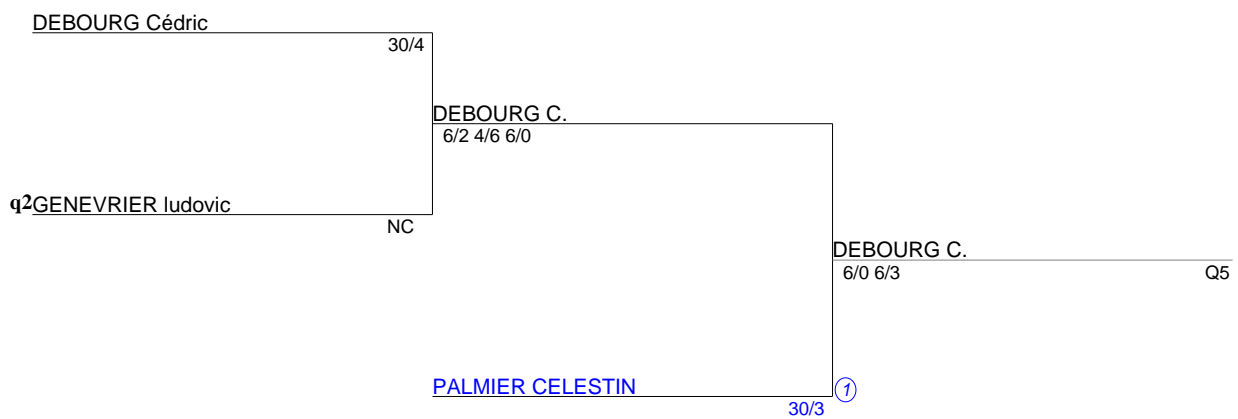 DEBOURG Cédric
30/4
DEBOURG C.
6/2 4/6 6/0
q2GENEVRIER ludovic
NC
DEBOURG C.
6/0 6/3
Q5
PALMIER CELESTIN
1
30/3